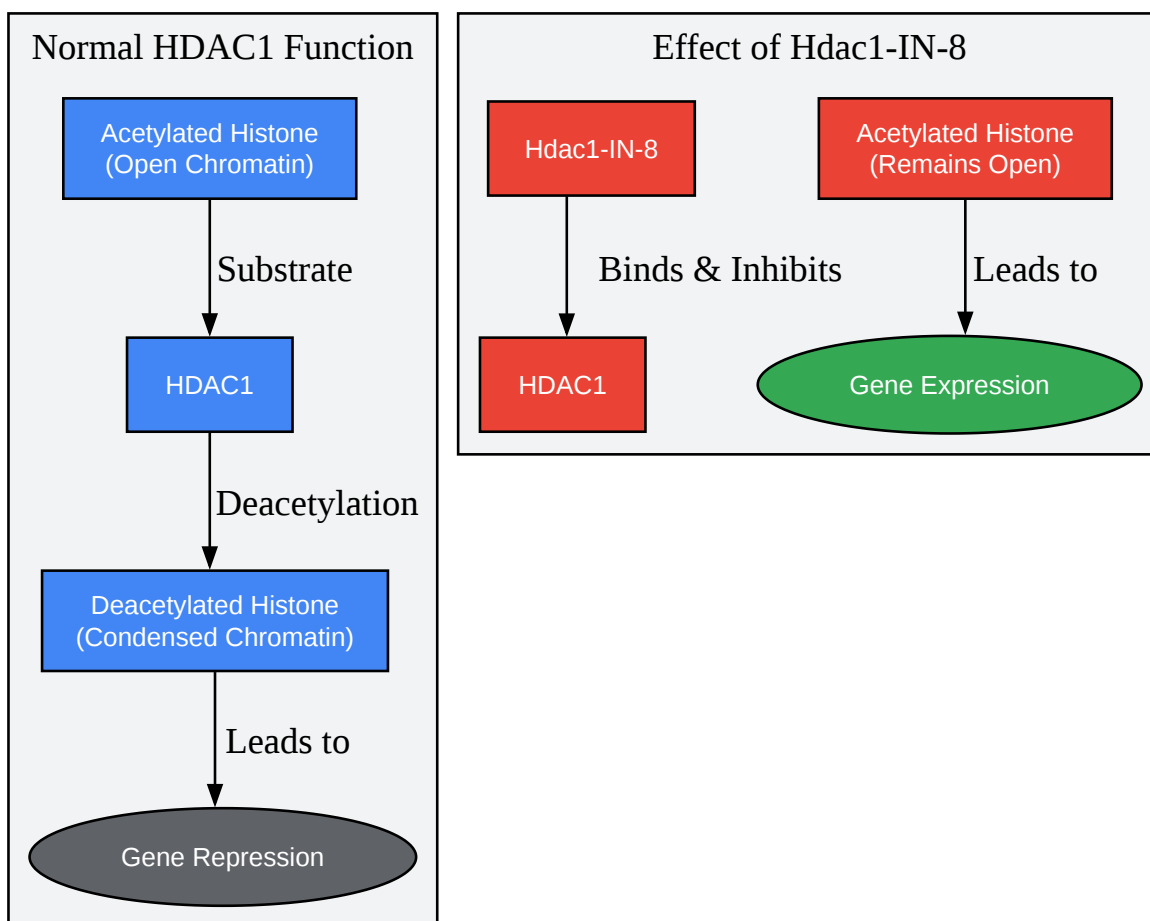 Normal HDAC1 Function
Acetylated Histone
(Open Chromatin)
Substrate
HDAC1
Deacetylation
Deacetylated Histone
(Condensed Chromatin)
Leads to
Gene Repression
Effect of Hdac1-IN-8
Hdac1-IN-8
Binds & Inhibits
HDAC1
Acetylated Histone
(Remains Open)
Leads to
Gene Expression